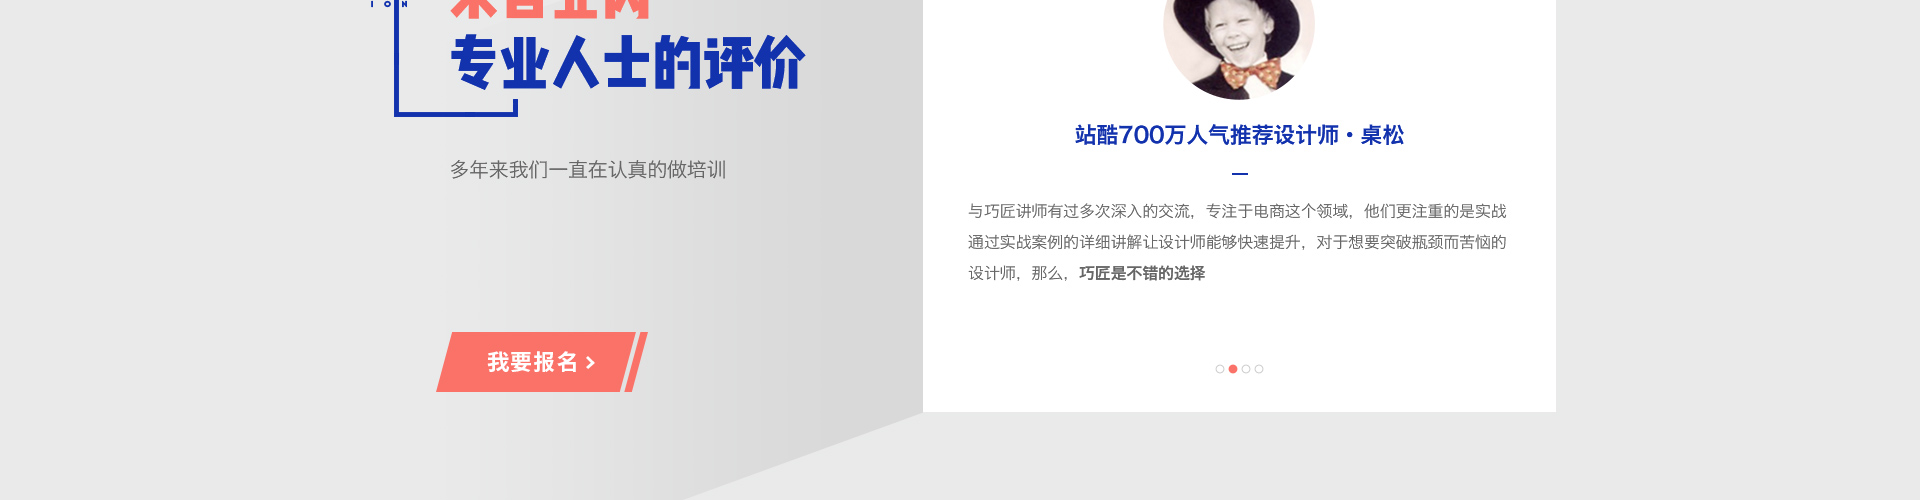 ION
来自业内
专业人士的评价
多年来我们一直在认真的做培训
我要报名 >
站酷700万人气推荐设计师·桌松
与巧匠讲师有过多次深入的交流，专注于电商这个领域，他们更注重的是实战
通过实战案例的详细讲解让设计师能够快速提升，对于想要突破瓶颈而苦恼的
设计师，那么，巧匠是不错的选择